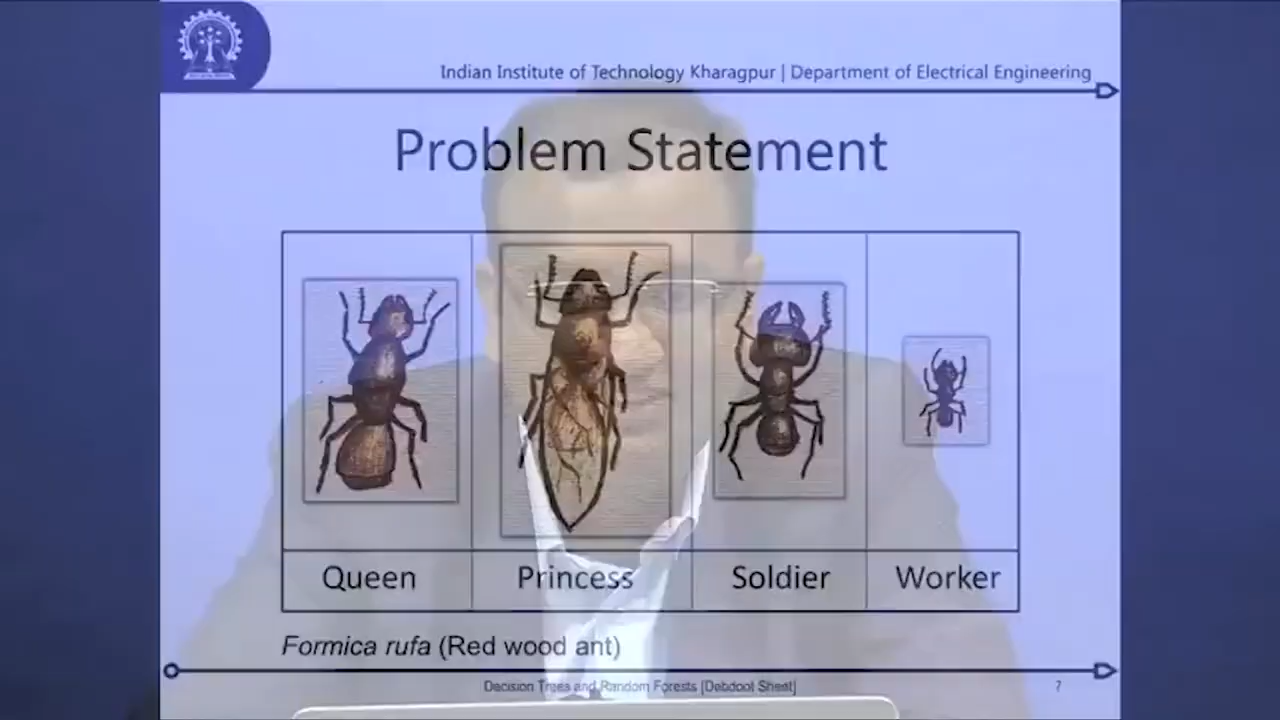 Indian Institute of Technology Kharagpur | Department of Electrical Engineering
Problem Statement
Queen Princess Soldier Worker
Formica rufa (Red wood ant)
Decision Trees and Random Forests [Debdoot Sheet] 7